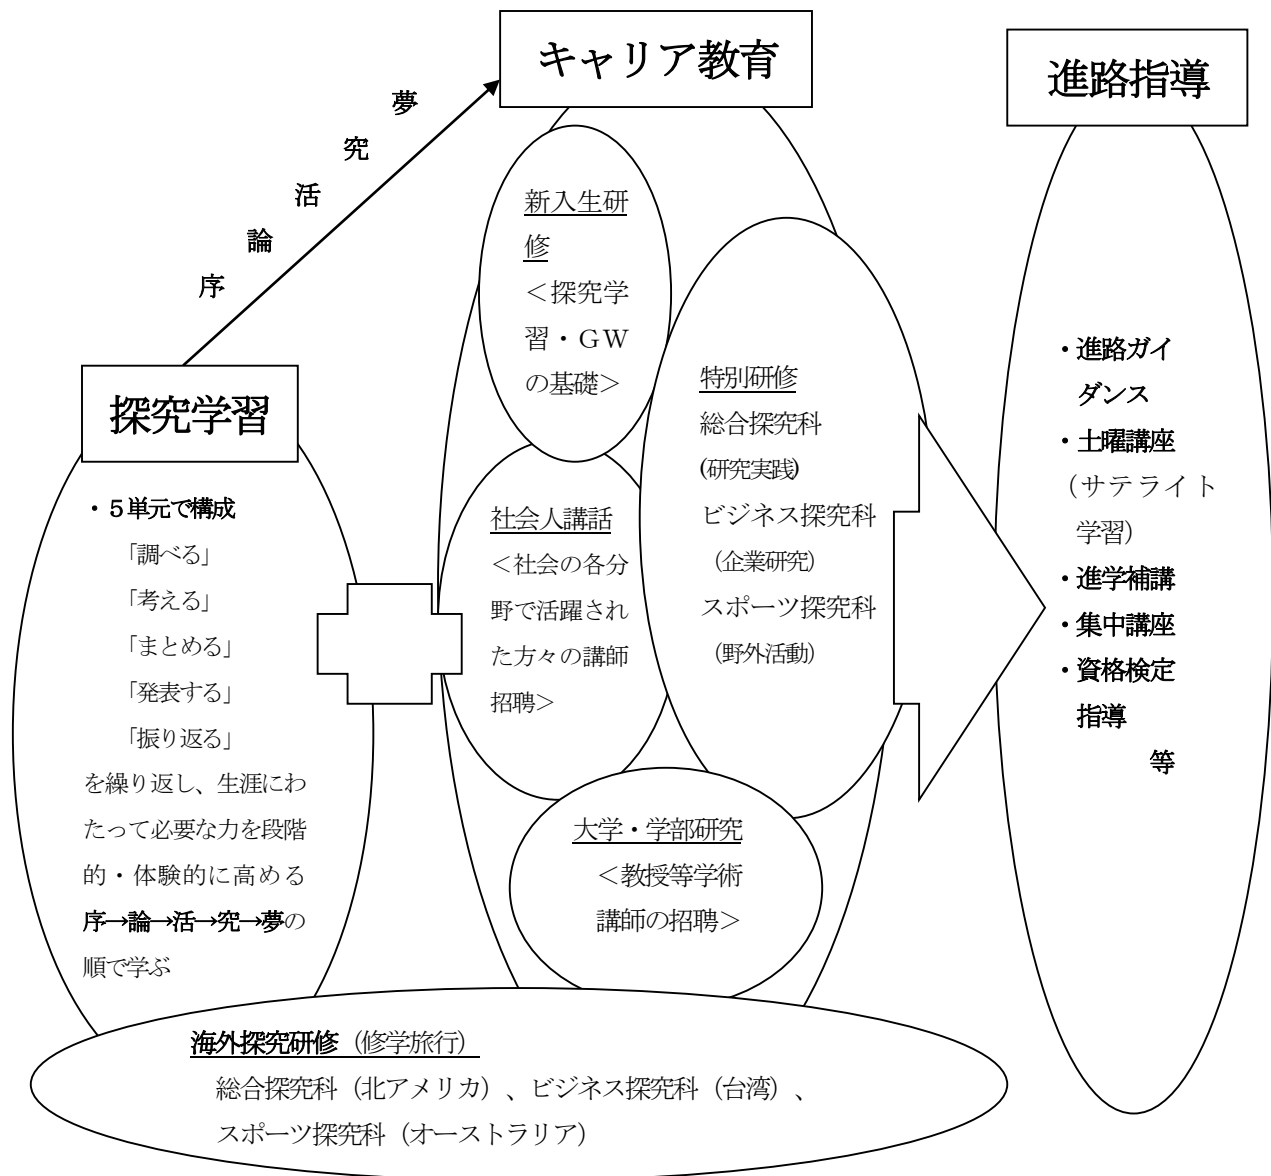 キャリア教育
進路指導
夢
究
活
論
序
探究学習
・５単元で構成
「調べる」
「考える」
「まとめる」
「発表する」
「振り返る」
を繰り返し、生涯にわ
たって必要な力を段階
的・体験的に高める
序→論→活→究→夢の
順で学ぶ
新入生研
修
＜探究学
習・ＧＷ
の基礎＞
社会人講話
＜社会の各分
野で活躍され
た方々の講師
招聘＞
特別研修
総合探究科
(研究実践)
ビジネス探究科
（企業研究）
スポーツ探究科
（野外活動）
大学・学部研究
＜教授等学術
講師の招聘＞
・進路ガイ
ダンス
・土曜講座
（サテライト
学習）
・進学補講
・集中講座
・資格検定
指導
等
海外探究研修（修学旅行）
総合探究科（北アメリカ）、ビジネス探究科（台湾）、
スポーツ探究科（オーストラリア）